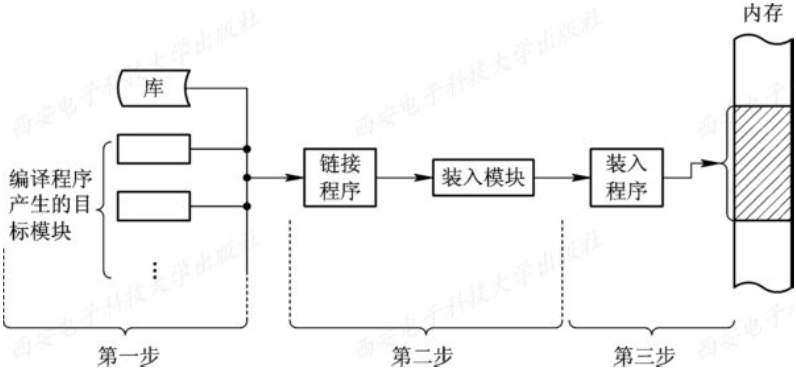 内存
库
编译程序
产生的目
标模块
⋯
链接
程序
装入模块
装入
程序
第一步
第二步
第三步
西安电子科技大学出版社
西安电子科技大学出版社
西安电子科技大学出版社
西安电子科技大学出版社